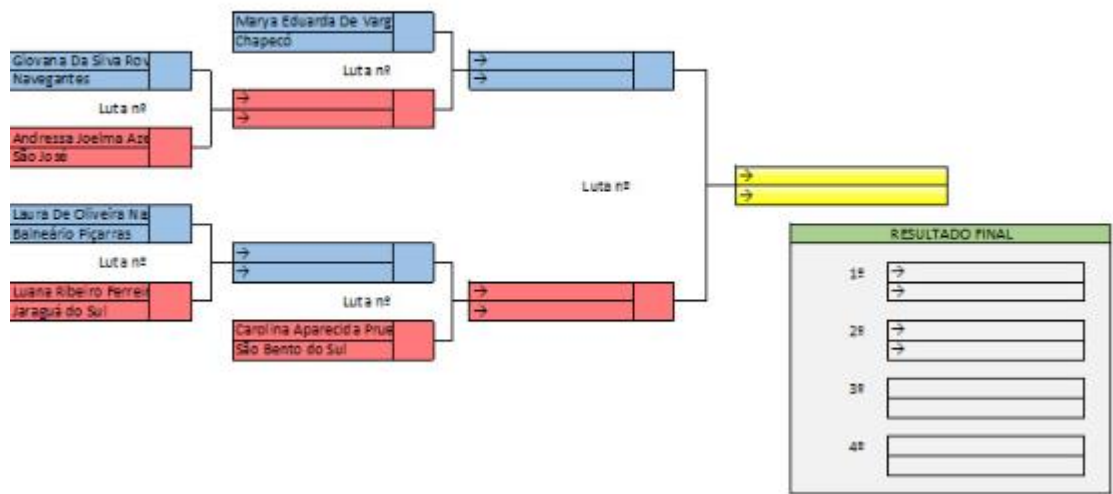 Marya Eduarda De Varg
Chapecó
Giovana Da Silva Rov
Navegantes
→
→
Luta nº
Luta nº
→
→
Andressa Joelma Aze
São José
→
→
Luta nº
Laura De Oliveira Na
Balneário Piçarras
RESULTADO FINAL
Luta nº
→
→
1º
→
→
Luana Ribeiro Ferreir
Jaraguá do Sul
Luta nº
→
→
Carolina Aparecida Prue
São Bento do Sul
2º
→
→
3º
4º